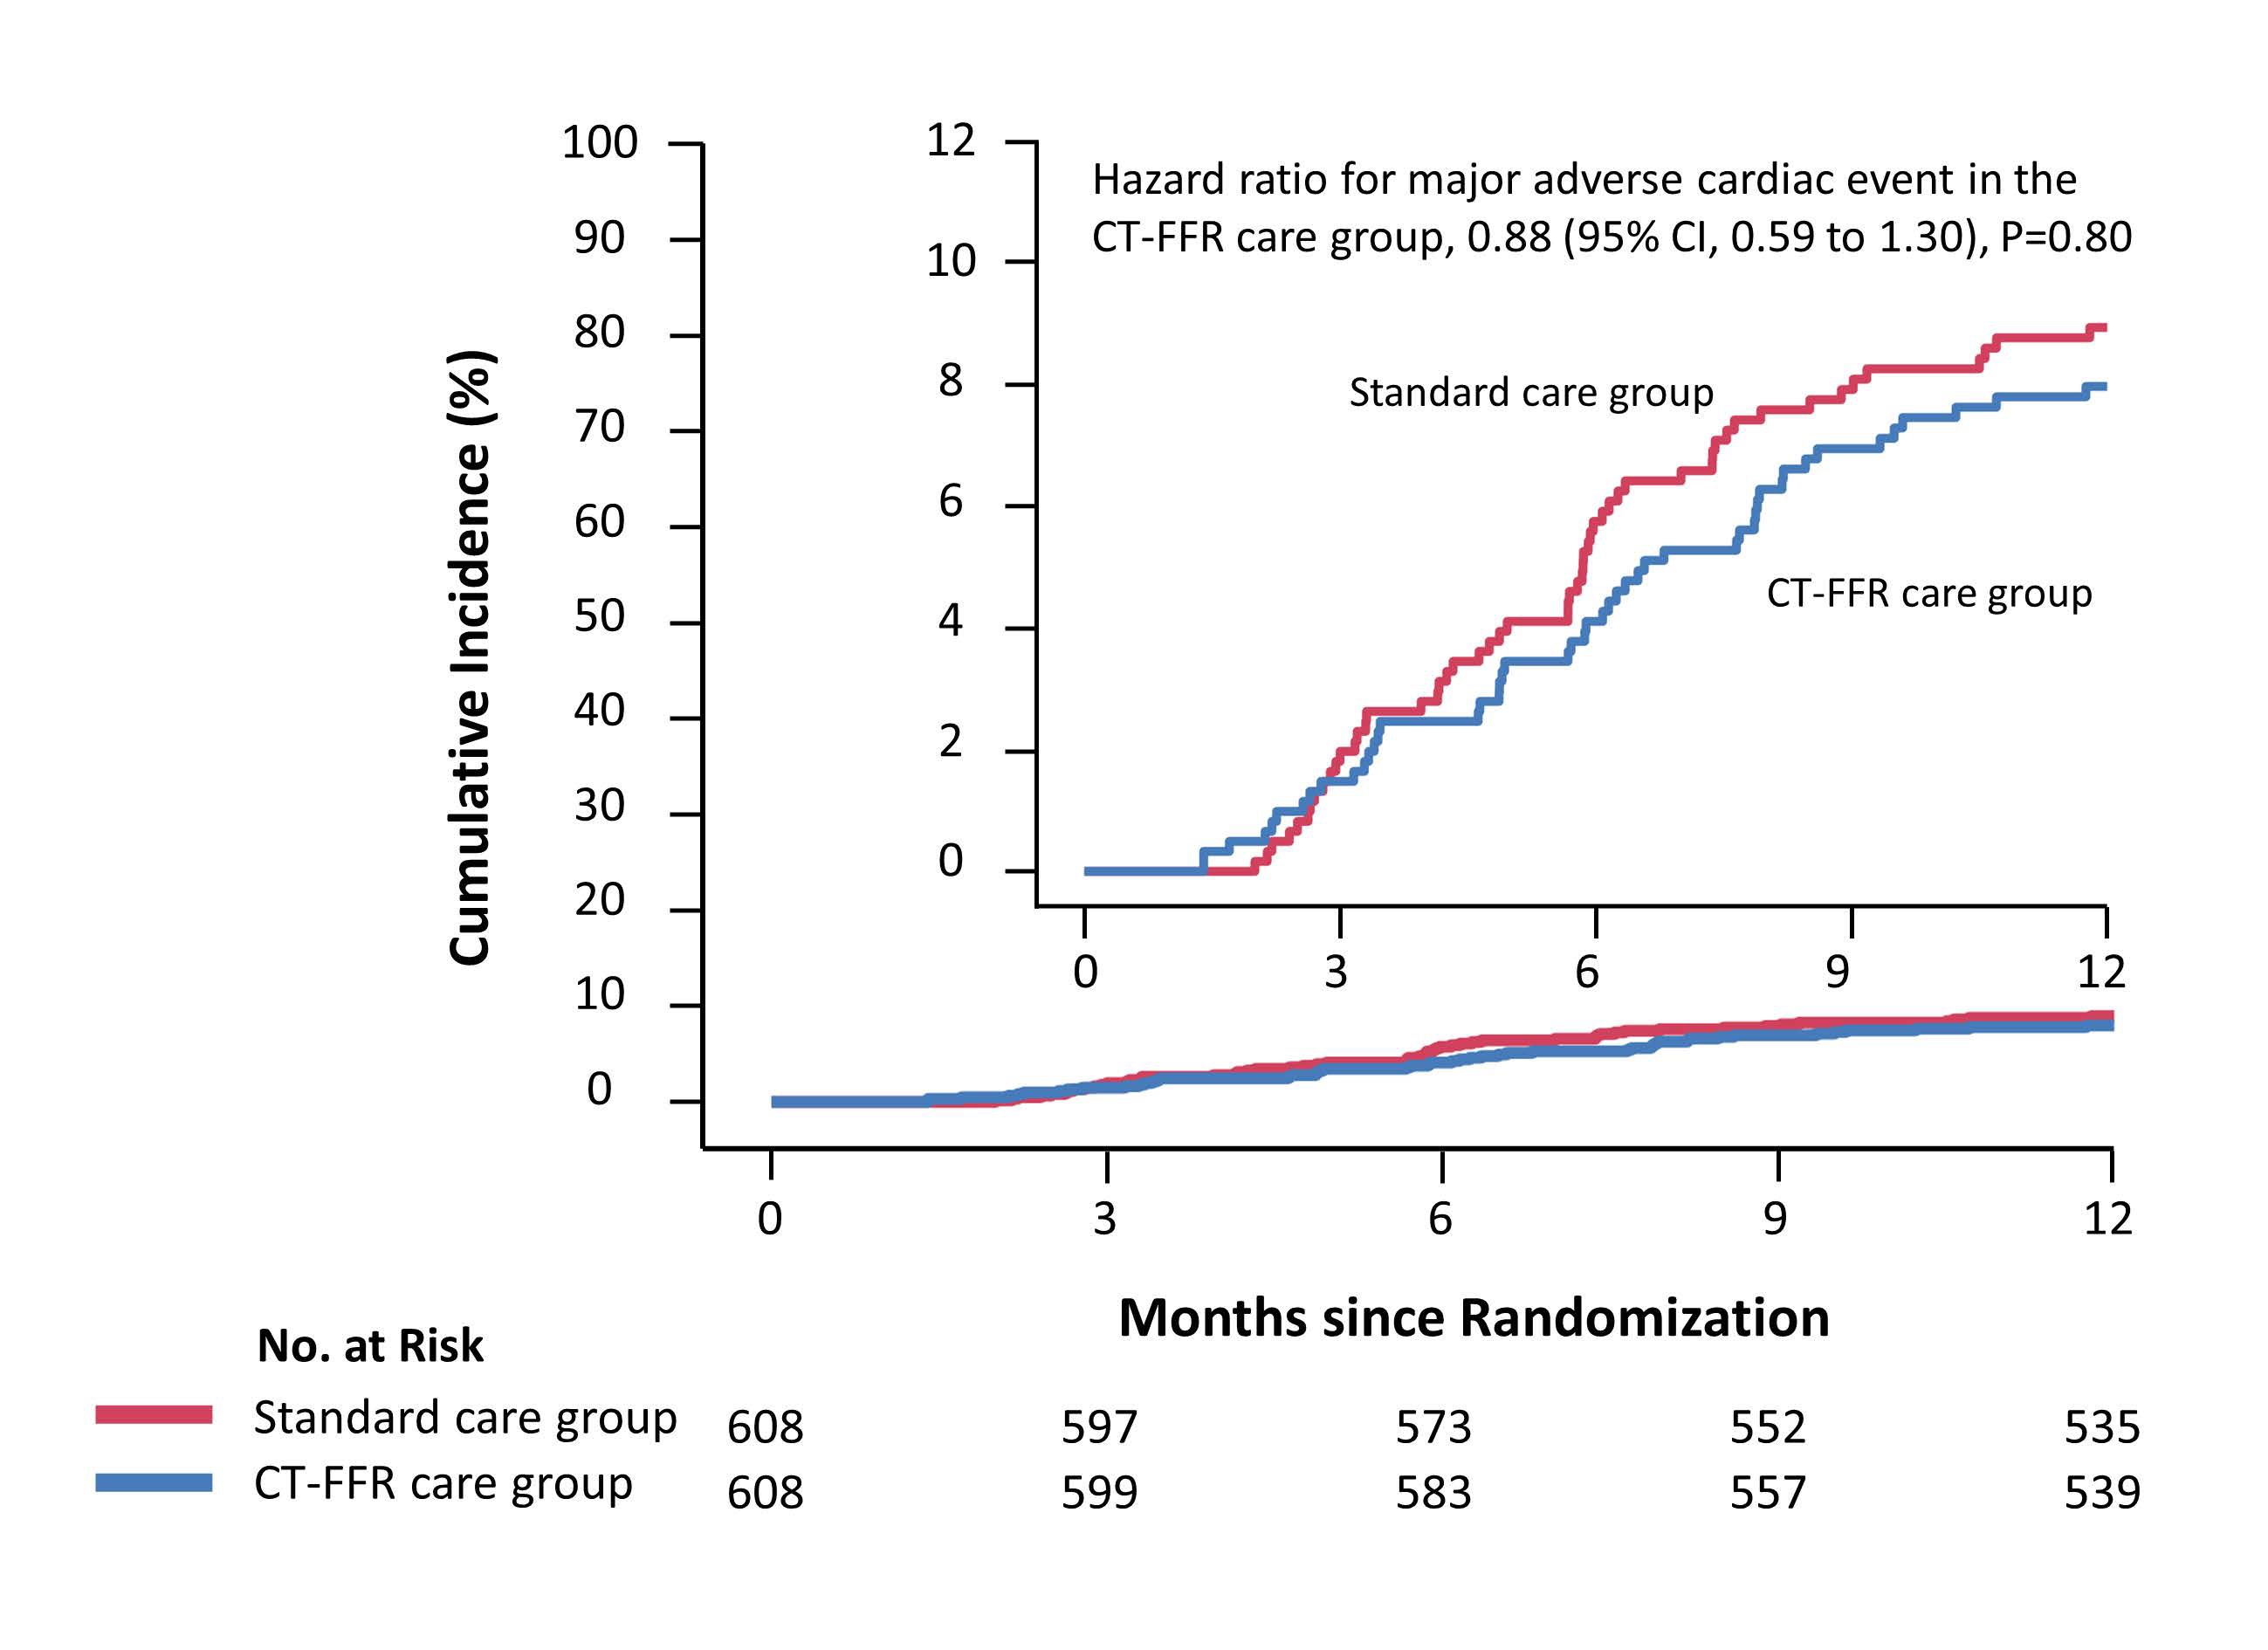 100
90
80
70
60
50
40
30
20
10
0
Cumulative Incidence (%)
12
10
8
6
4
2
0
Hazard ratio for major adverse cardiac event in the
CT-FFR care group, 0.88 (95% CI, 0.59 to 1.30), P=0.80
Standard care group
CT-FFR care group
0 3 6 9 12
0 3 6 9 12
Months since Randomization
No. at Risk
Standard care group 608 597 573 552 535
CT-FFR care group 608 599 583 557 539